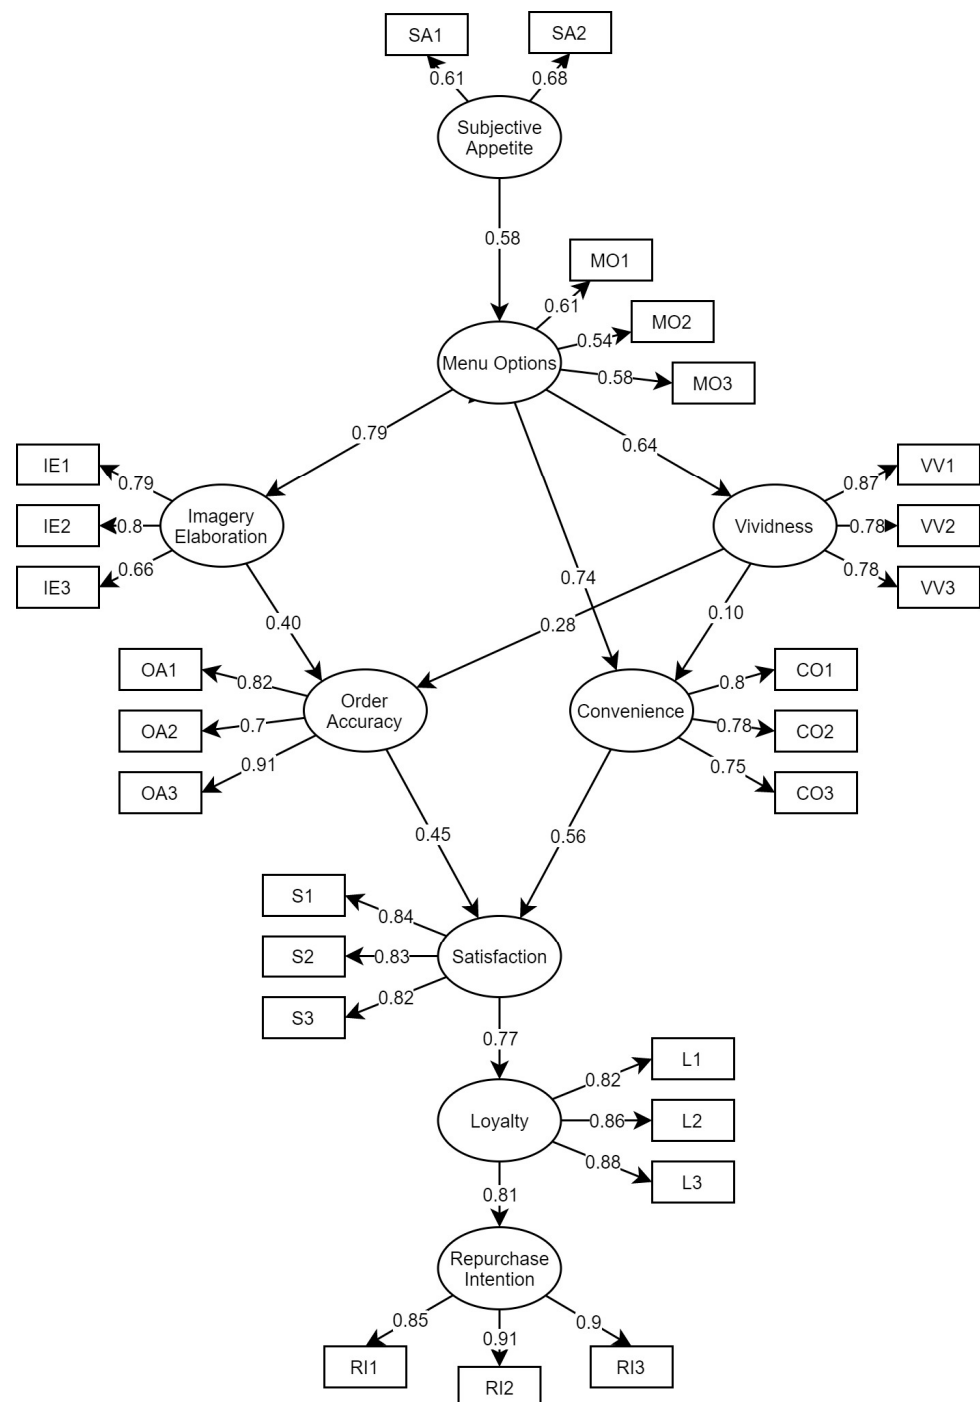 SA1
SA2
0.61
0.68
Subjective
Appetite
0.58
MO1
0.61
MO2
0.54
Menu Options
0.58
MO3
0.79
0.64
IE1
VV1
0.79
0.87
Imagery
Elaboration
IE2
0.8
Vividness
0.78
VV2
0.66
0.78
IE3
VV3
0.74
0.40
0.28
0.10
OA1
0.82
Order
Accuracy
0.8
CO1
OA2
0.7
Convenience
0.78
CO2
0.91
0.75
OA3
CO3
0.45
0.56
S1
0.84
S2
0.83
Satisfaction
0.82
S3
0.77
L1
0.82
Loyalty
0.86
L2
0.88
L3
0.81
Repurchase
Intention
0.85
0.91
0.9
RI1
RI2
RI3